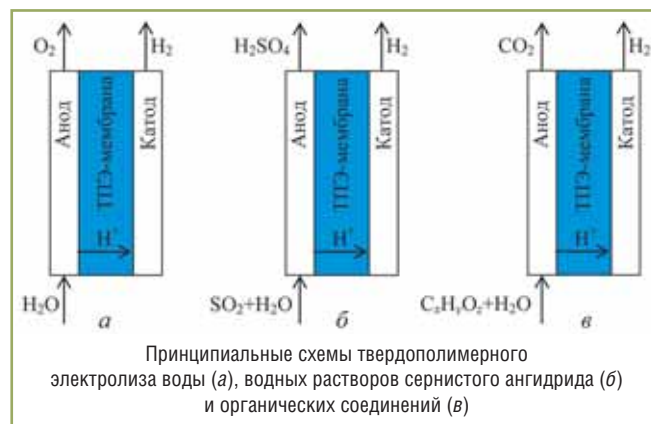 O₂ H₂ H₂SO₄ H₂ CO₂ H₂
Анод ТПЭ-мембрана Катод Анод ТПЭ-мембрана Катод Анод ТПЭ-мембрана Катод
H⁺ H⁺ H⁺
H₂O SO₂+H₂O CₓHᵧO_z+H₂O
а б в
Принципиальные схемы твердополимерного
электролиза воды (а), водных растворов сернистого ангидрида (б)
и органических соединений (в)